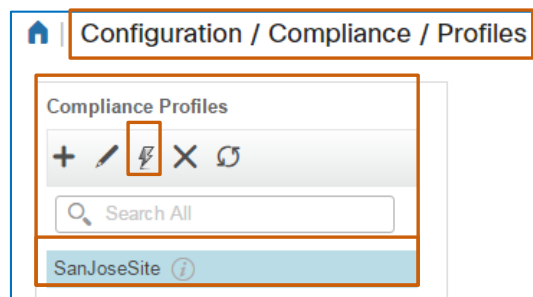 Configuration / Compliance / Profiles
Compliance Profiles
Search All
SanJoseSite